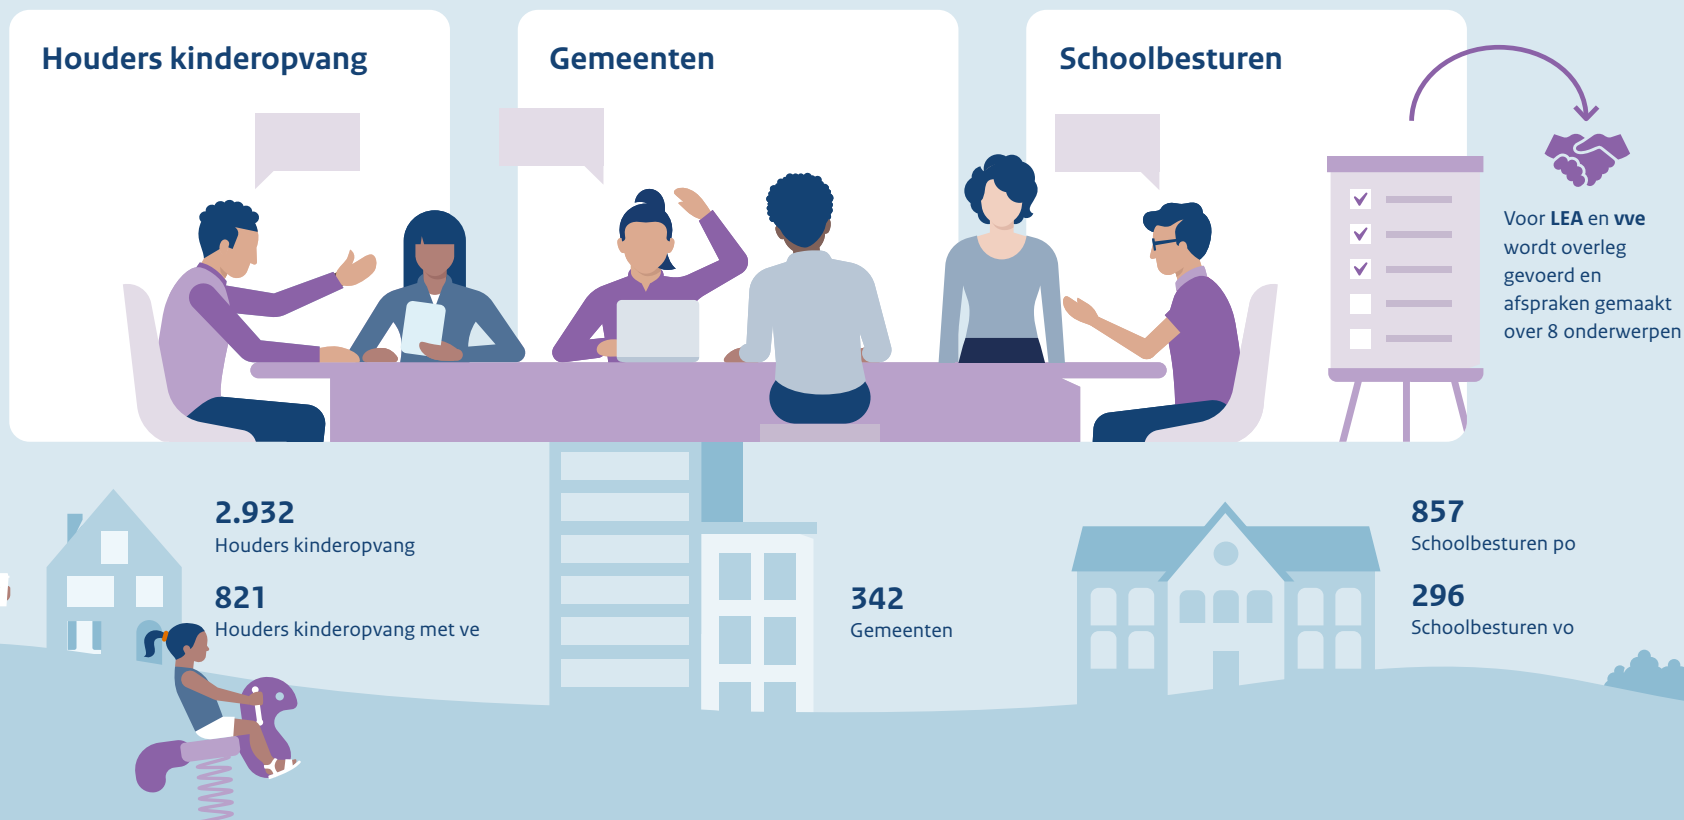 Houders kinderopvang
Gemeenten
Schoolbesturen
Voor LEA en vve
wordt overleg
gevoerd en
afspraken gemaakt
over 8 onderwerpen
2.932
Houders kinderopvang
821
Houders kinderopvang met ve
342
Gemeenten
857
Schoolbesturen po
296
Schoolbesturen vo